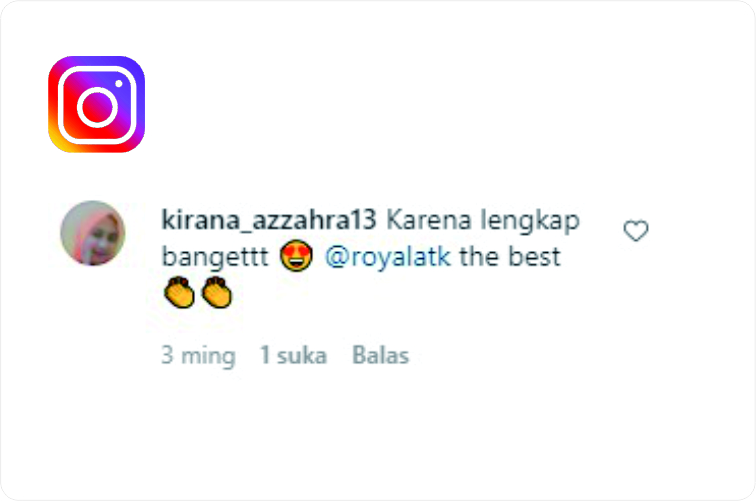 kirana_azzahra13 Karena lengkap
bangettt 😍 @royalatk the best
👏👏
3 ming 1 suka Balas